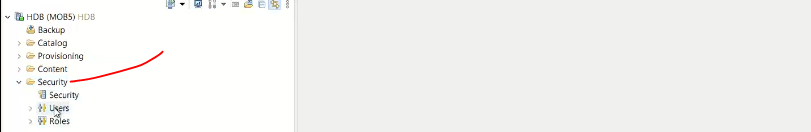 HDB (MOB5) HDB
Backup
Catalog
Provisioning
Content
Security
Security
Users
Roles